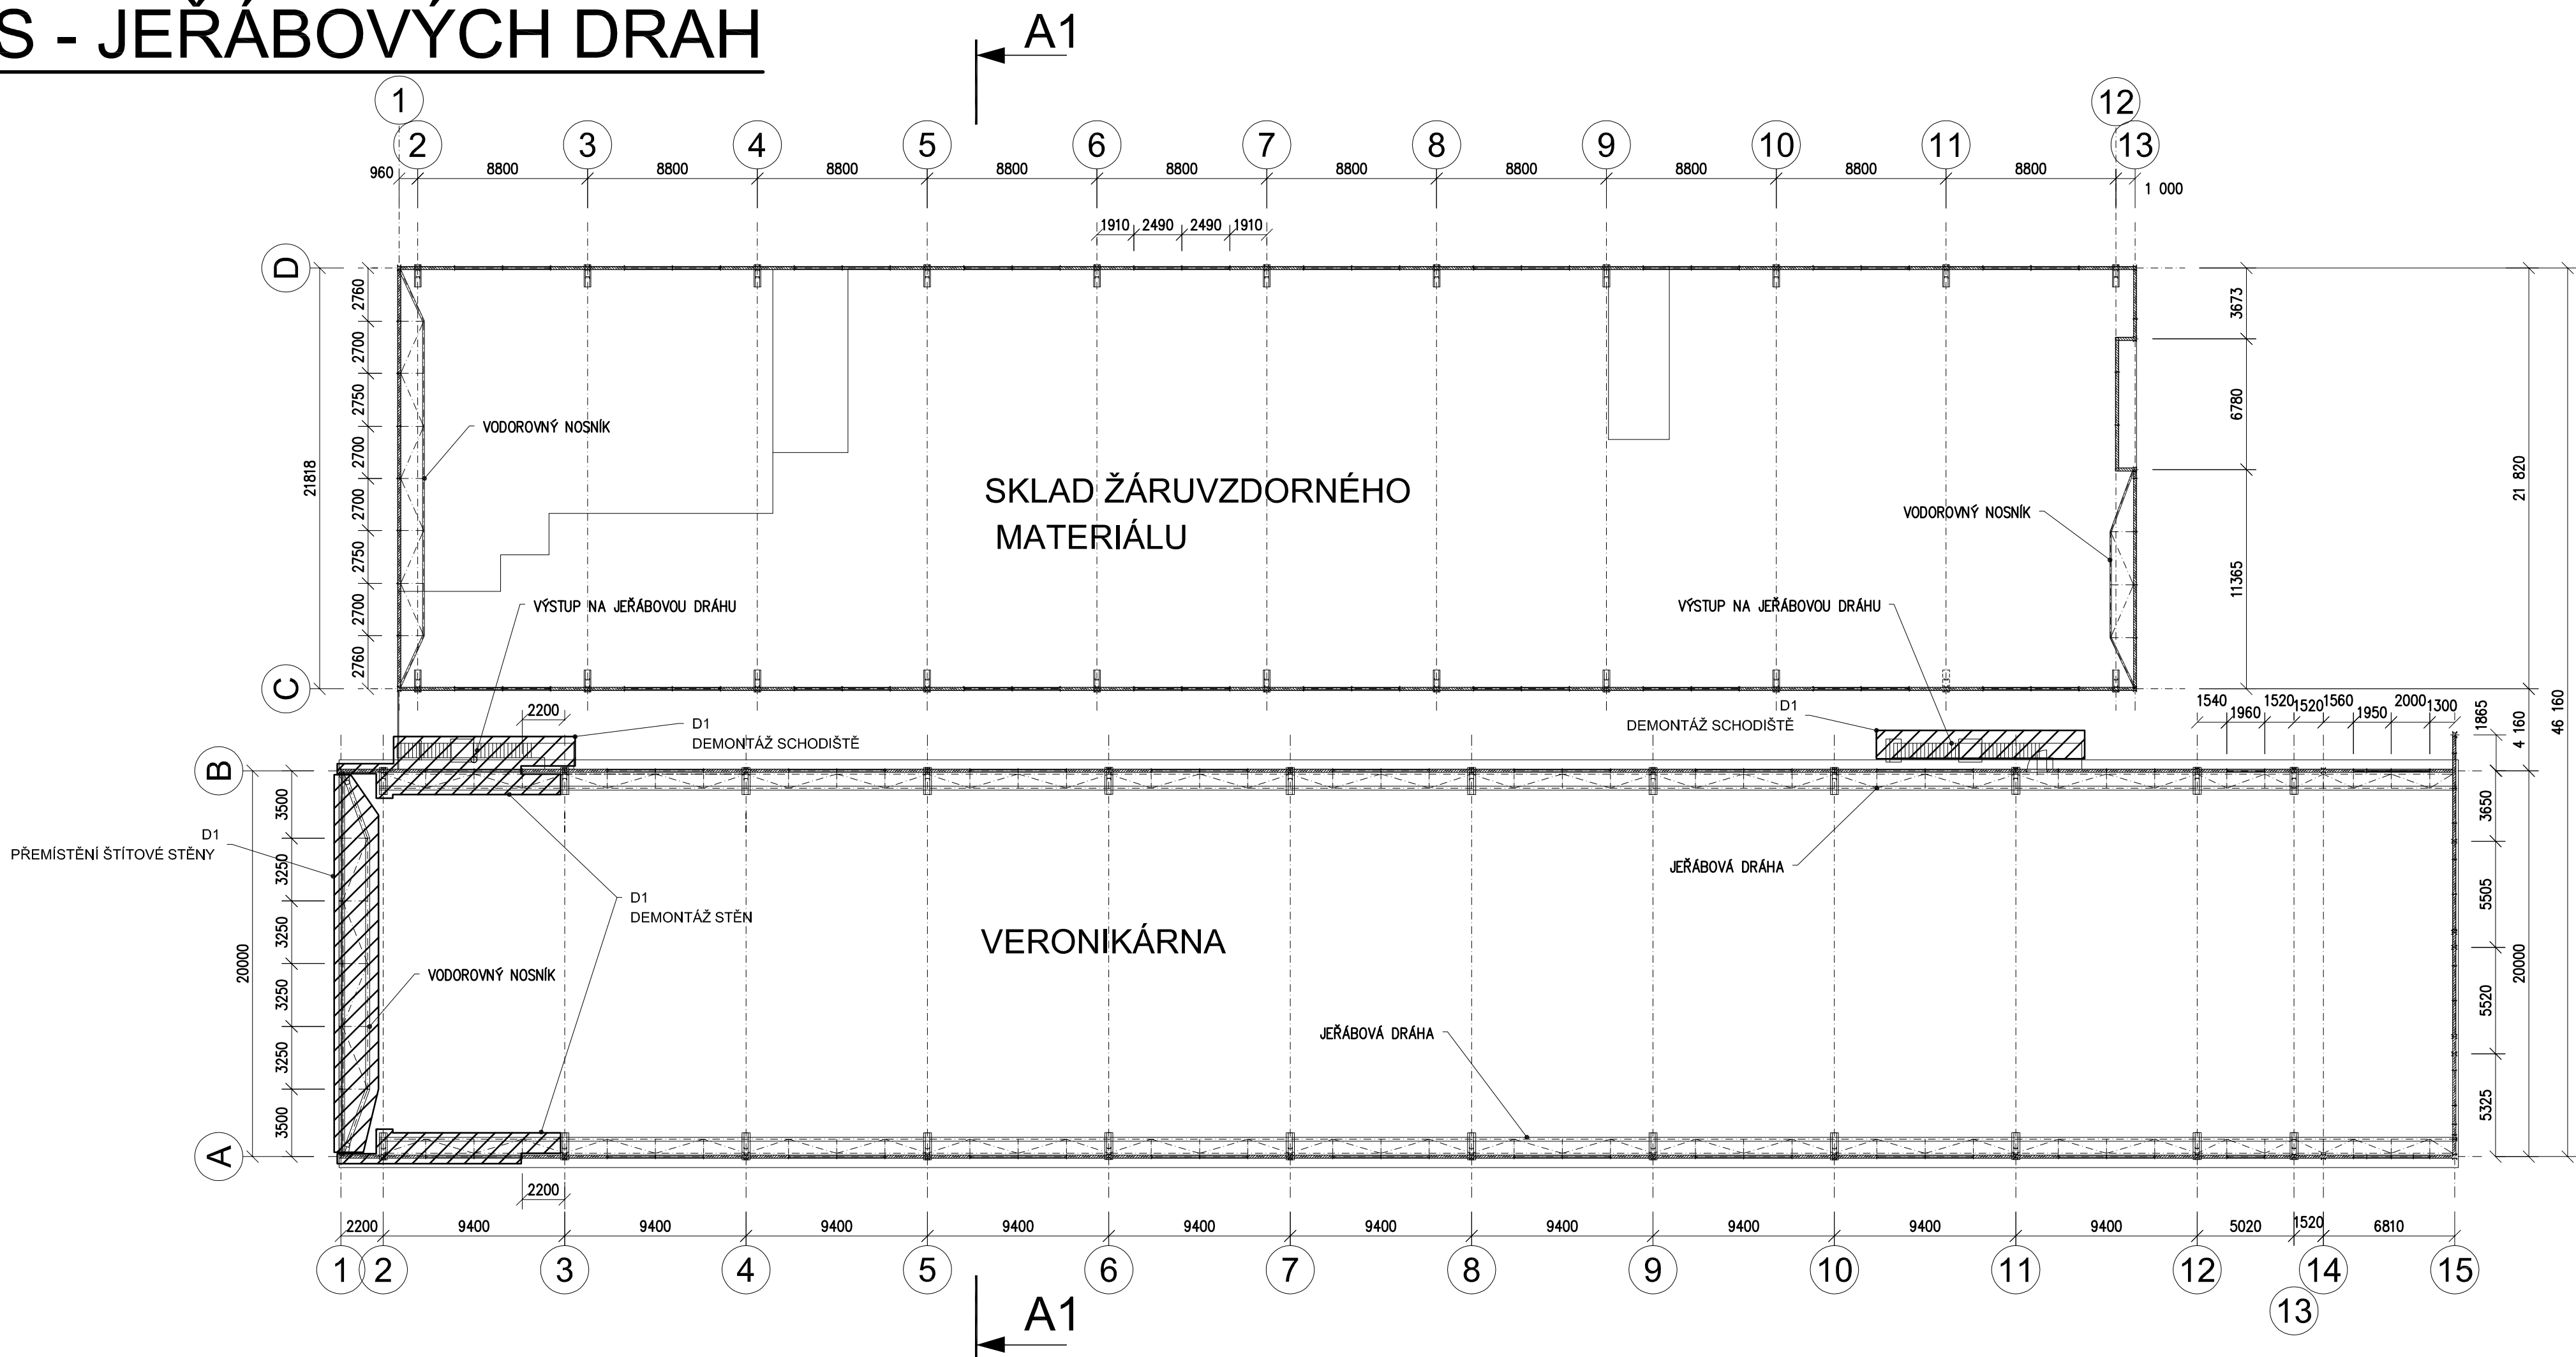 S - JEŘÁBOVÝCH DRAH
A1
1
12
2 3 4 5 6 7 8 9 10 11 13
960 8800 8800 8800 8800 8800 8800 8800 8800 8800 8800
1 000
1910 2490 2490 1910
D
2760
2700
2750
2700
2700
2750
2700
2760
21818
C
VODOROVÝ NOSNÍK
SKLAD ŽÁRUVZDORNÉHO
MATERIÁLU
VODOROVNÝ NOSNÍK
VÝSTUP NA JEŘÁBOVOU DRÁHU
VÝSTUP NA JEŘÁBOVOU DRÁHU
3673
6780
11365
21 820
46 160
4 160
1865
1540 1960 1520 1520 1560 1950 2000 1300
2200
D1
DEMONTÁŽ SCHODIŠTĚ
D1
DEMONTÁŽ SCHODIŠTĚ
B
3500
3250
3250
3250
3250
3500
20000
A
D1
PŘEMÍSTĚNÍ ŠTÍTOVÉ STĚNY
D1
DEMONTÁŽ STĚN
VODOROVNÝ NOSNÍK
VERONIKÁRNA
JEŘÁBOVÁ DRÁHA
JEŘÁBOVÁ DRÁHA
3650
5505
5520
5325
20000
2200
2200 9400 9400 9400 9400 9400 9400 9400 9400 9400 9400 5020 1520 6810
1 2 3 4 5 6 7 8 9 10 11 12 14 15
13
A1